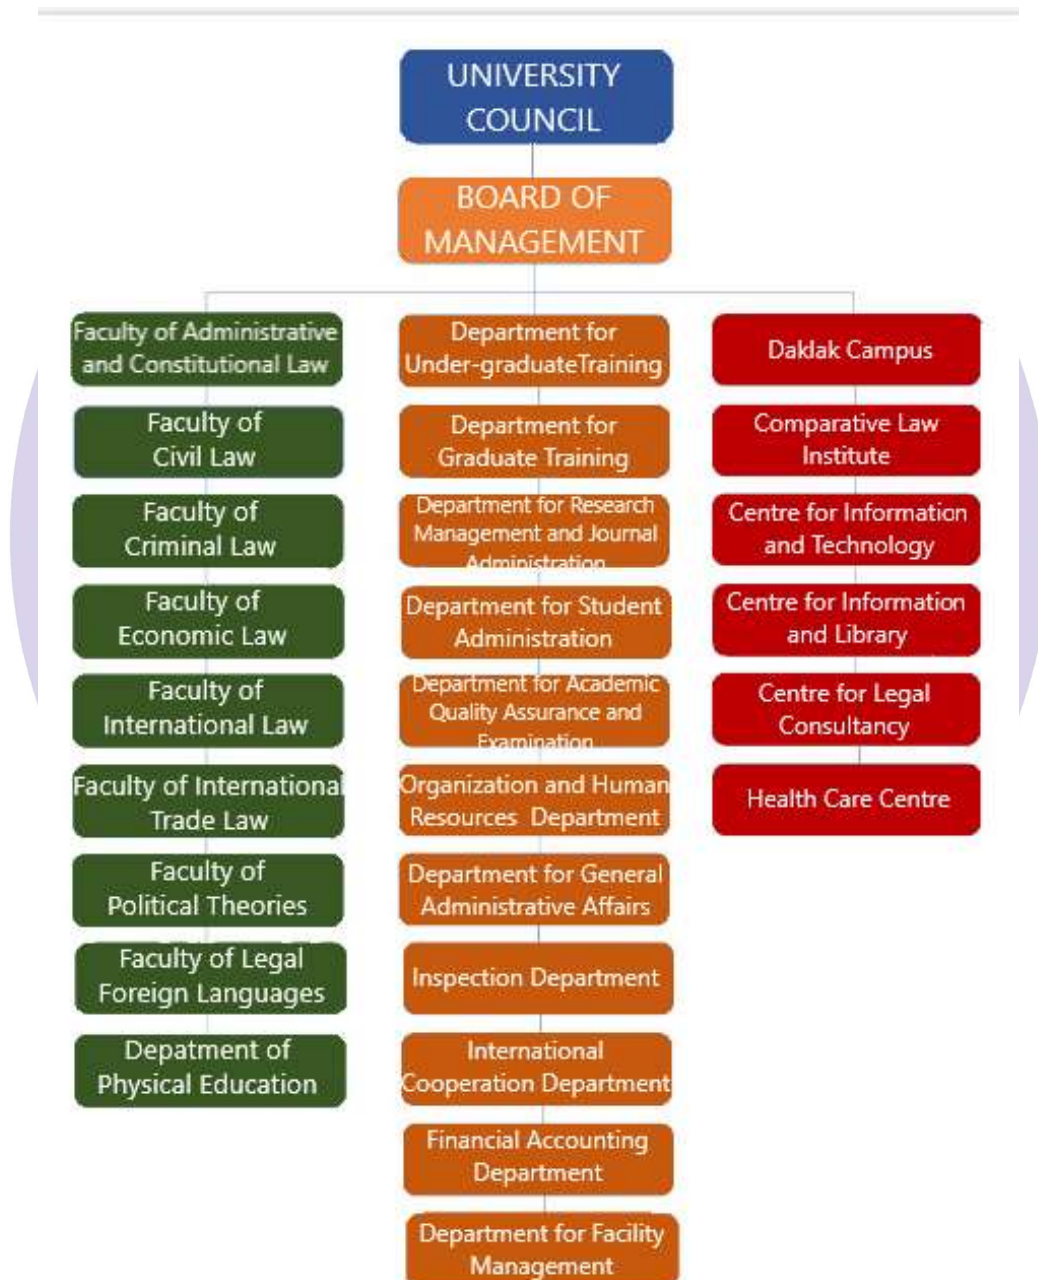 UNIVERSITY
COUNCIL
BOARD OF
MANAGEMENT
Faculty of Administrative
and Constitutional Law
Faculty of
Civil Law
Faculty of
Criminal Law
Faculty of
Economic Law
Faculty of
International Law
Faculty of International
Trade Law
Faculty of
Political Theories
Faculty of Legal
Foreign Languages
Depatment of
Physical Education
Department for
Under-graduateTraining
Department for
Graduate Training
Department for Research
Management and Journal
Administration
Department for Student
Administration
Department for Academic
Quality Assurance and
Examination
Organization and Human
Resources Department
Department for General
Administrative Affairs
Inspection Department
International
Cooperation Department
Financial Accounting
Department
Department for Facility
Management
Daklak Campus
Comparative Law
Institute
Centre for Information
and Technology
Centre for Information
and Library
Centre for Legal
Consultancy
Health Care Centre